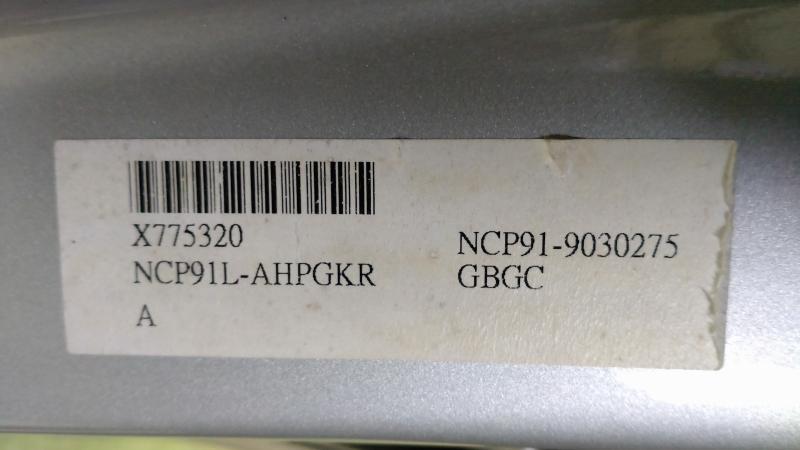 X775320
NCP91-9030275
NCP91L-AHPGKR
GBGC
A